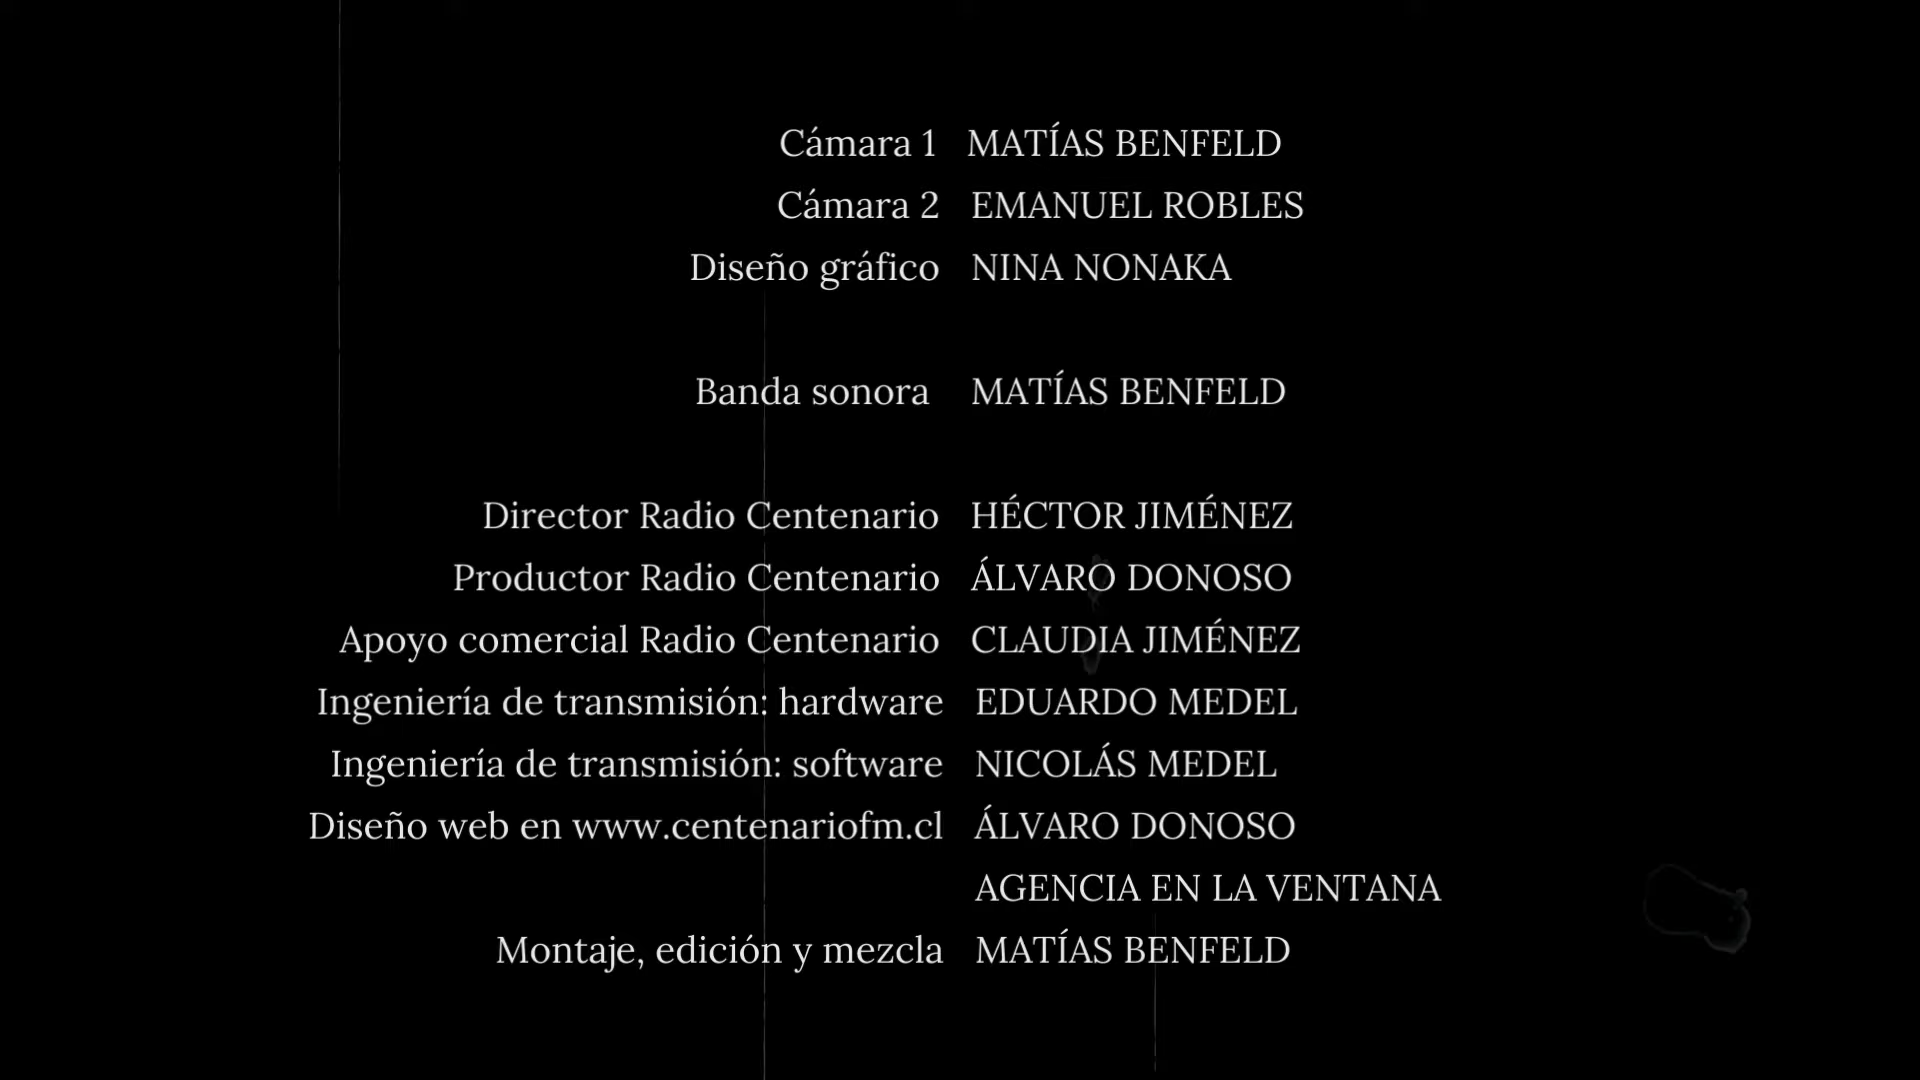 Cámara 1 MATÍAS BENFELD
Cámara 2 EMANUEL ROBLES
Diseño gráfico NINA NONAKA
Banda sonora MATÍAS BENFELD
Director Radio Centenario HÉCTOR JIMÉNEZ
Productor Radio Centenario ÁLVARO DONOSO
Apoyo comercial Radio Centenario CLAUDIA JIMÉNEZ
Ingeniería de transmisión: hardware EDUARDO MEDEL
Ingeniería de transmisión: software NICOLÁS MEDEL
Diseño web en www.centenariofm.cl ÁLVARO DONOSO
AGENCIA EN LA VENTANA
Montaje, edición y mezcla MATÍAS BENFELD